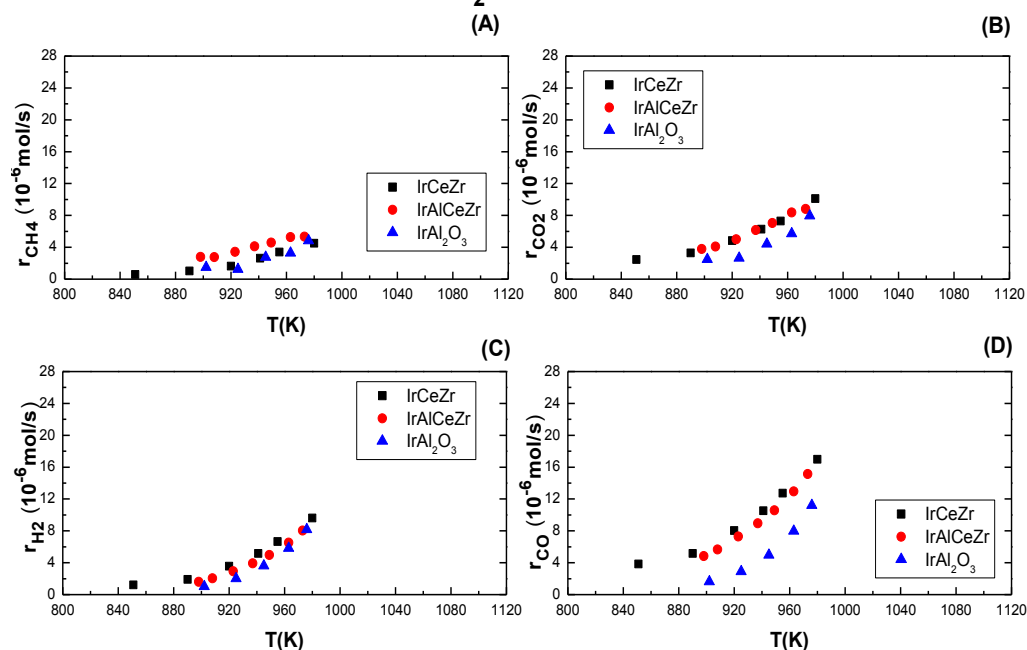 2
(A)
28
24
20
16
12
8
4
0
r_CH4 (10^-6 mol/s)
IrCeZr
IrAlCeZr
IrAl₂O₃
800 840 880 920 960 1000 1040 1080 1120
T(K)
(B)
28
24
20
16
12
8
4
0
r_CO2 (10^-6 mol/s)
IrCeZr
IrAlCeZr
IrAl₂O₃
800 840 880 920 960 1000 1040 1080 1120
T(K)
(C)
28
24
20
16
12
8
4
0
r_H2 (10^-6 mol/s)
IrCeZr
IrAlCeZr
IrAl₂O₃
800 840 880 920 960 1000 1040 1080 1120
T(K)
(D)
28
24
20
16
12
8
4
0
r_CO (10^-6 mol/s)
IrCeZr
IrAlCeZr
IrAl₂O₃
800 840 880 920 960 1000 1040 1080 1120
T(K)